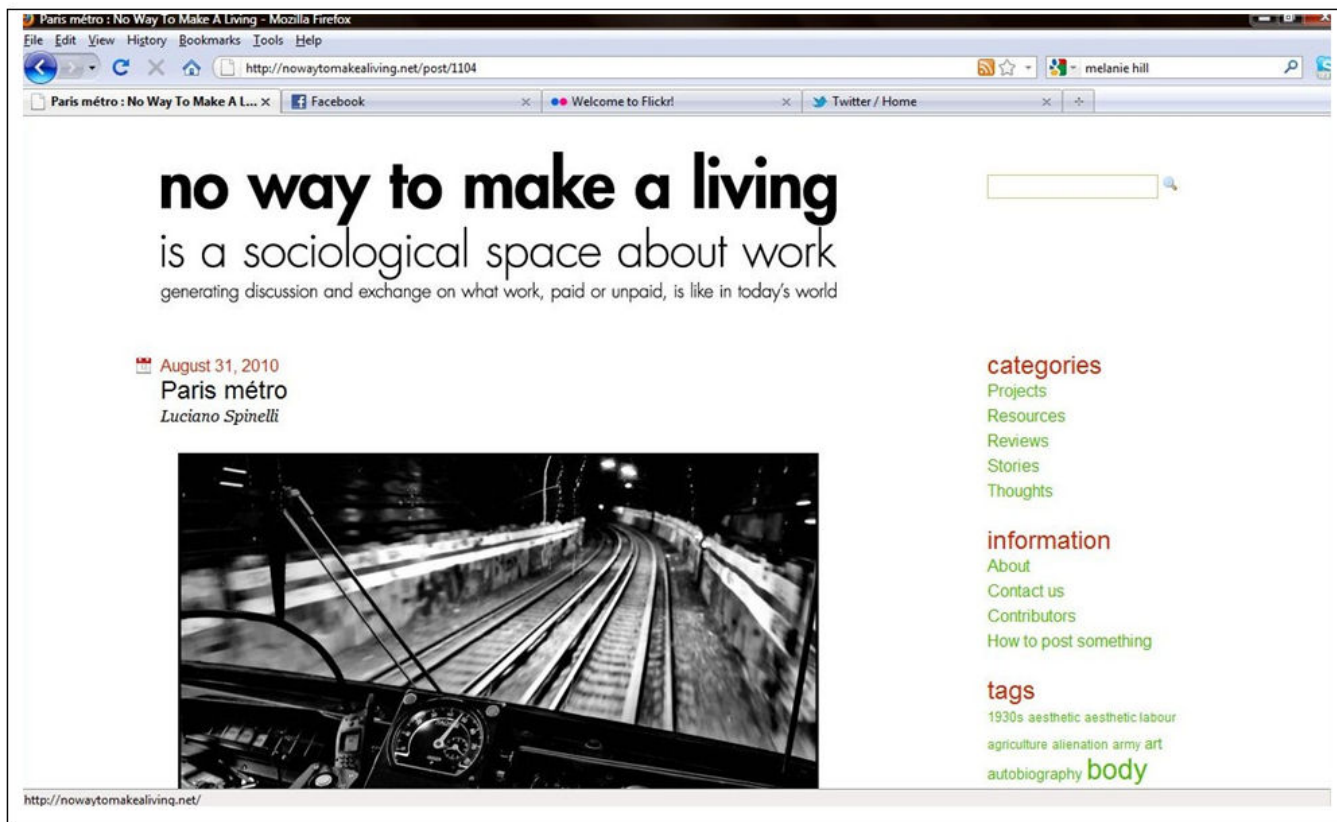 Paris métro : No Way To Make A Living - Mozilla Firefox
File Edit View History Bookmarks Tools Help
http://nowaytomakealiving.net/post/1104
melanie hill
Paris métro : No Way To Make A L...
Facebook
Welcome to Flickr!
Twitter / Home
no way to make a living
is a sociological space about work
generating discussion and exchange on what work, paid or unpaid, is like in today's world
August 31, 2010
Paris métro
Luciano Spinelli
categories
Projects
Resources
Reviews
Stories
Thoughts
information
About
Contact us
Contributors
How to post something
tags
1930s aesthetic aesthetic labour
agriculture alienation army art
autobiography body
http://nowaytomakealiving.net/